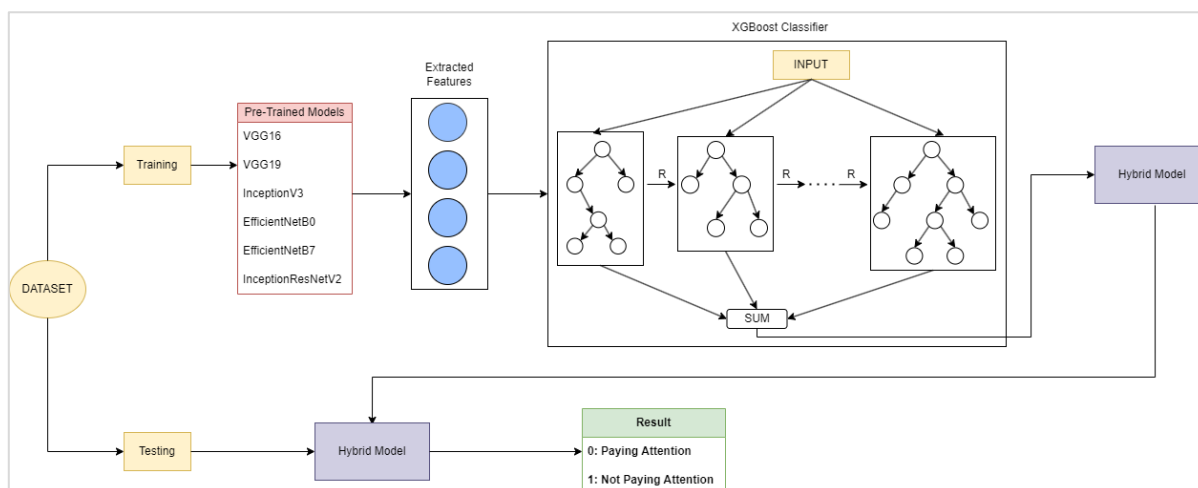 XGBoost Classifier
INPUT
Extracted
Features
Pre-Trained Models
VGG16
VGG19
InceptionV3
EfficientNetB0
EfficientNetB7
InceptionResNetV2
Training
DATASET
R
R
R
SUM
Hybrid Model
Testing
Hybrid Model
Result
0: Paying Attention
1: Not Paying Attention